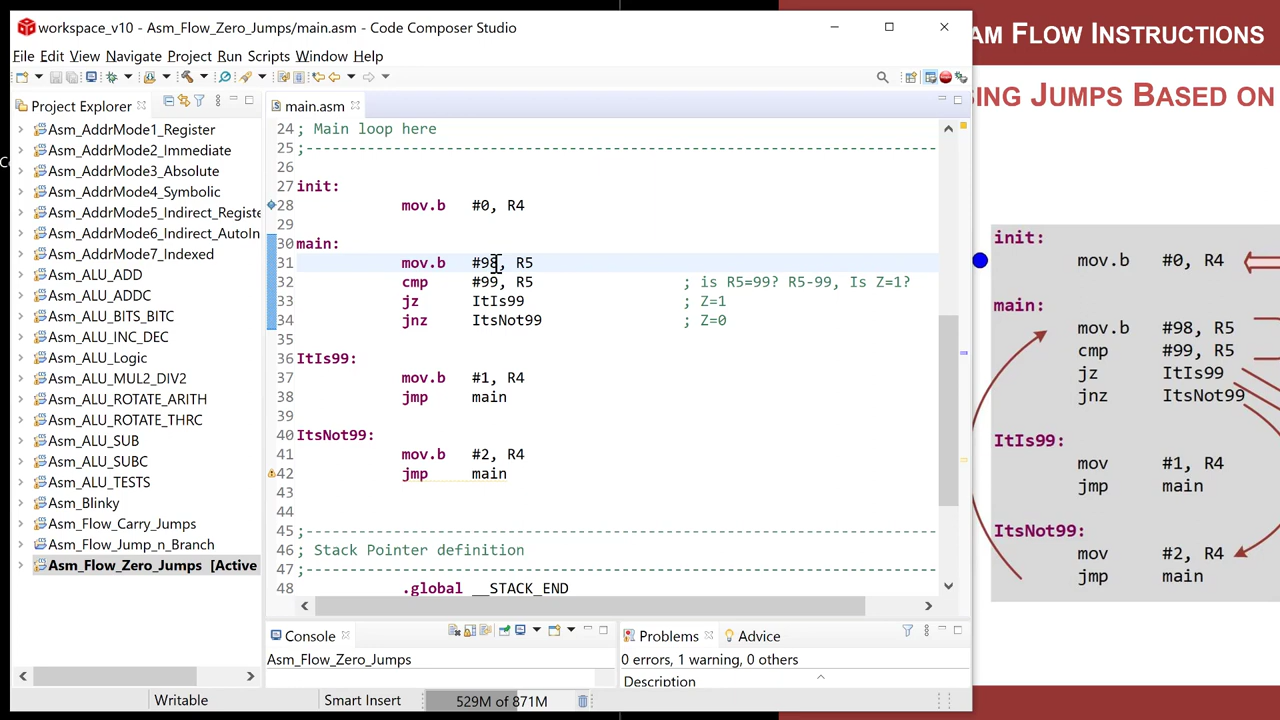 workspace_v10 - Asm_Flow_Zero_Jumps/main.asm - Code Composer Studio
File Edit View Navigate Project Run Scripts Window Help
Project Explorer
Asm_AddrMode1_Register
Asm_AddrMode2_Immediate
Asm_AddrMode3_Absolute
Asm_AddrMode4_Symbolic
Asm_AddrMode5_Indirect_Registe
Asm_AddrMode6_Indirect_AutoIn
Asm_AddrMode7_Indexed
Asm_ALU_ADD
Asm_ALU_ADDC
Asm_ALU_BITS_BITC
Asm_ALU_INC_DEC
Asm_ALU_Logic
Asm_ALU_MUL2_DIV2
Asm_ALU_ROTATE_ARITH
Asm_ALU_ROTATE_THRC
Asm_ALU_SUB
Asm_ALU_SUBC
Asm_ALU_TESTS
Asm_Blinky
Asm_Flow_Carry_Jumps
Asm_Flow_Jump_n_Branch
Asm_Flow_Zero_Jumps [Active
main.asm
24 ; Main loop here
25 ;-----------------------------------------------------------------------
26
27 init:
28 mov.b #0, R4
29
30 main:
31 mov.b #98, R5
32 cmp #99, R5 ; is R5=99? R5-99, Is Z=1?
33 jz ItIs99 ; Z=1
34 jnz ItsNot99 ; Z=0
35
36 ItIs99:
37 mov.b #1, R4
38 jmp main
39
40 ItsNot99:
41 mov.b #2, R4
42 jmp main
43
44
45 ;-----------------------------------------------------------------------
46 ; Stack Pointer definition
47 ;-----------------------------------------------------------------------
48 .global __STACK_END
Console
Asm_Flow_Zero_Jumps
Problems Advice
0 errors, 1 warning, 0 others
Description
Writable Smart Insert 529M of 871M
AM FLOW INSTRUCTIONS
ING JUMPS BASED ON
init:
mov.b #0, R4
main:
mov.b #98, R5
cmp #99, R5
jz ItIs99
jnz ItsNot99
ItIs99:
mov #1, R4
jmp main
ItsNot99:
mov #2, R4
jmp main